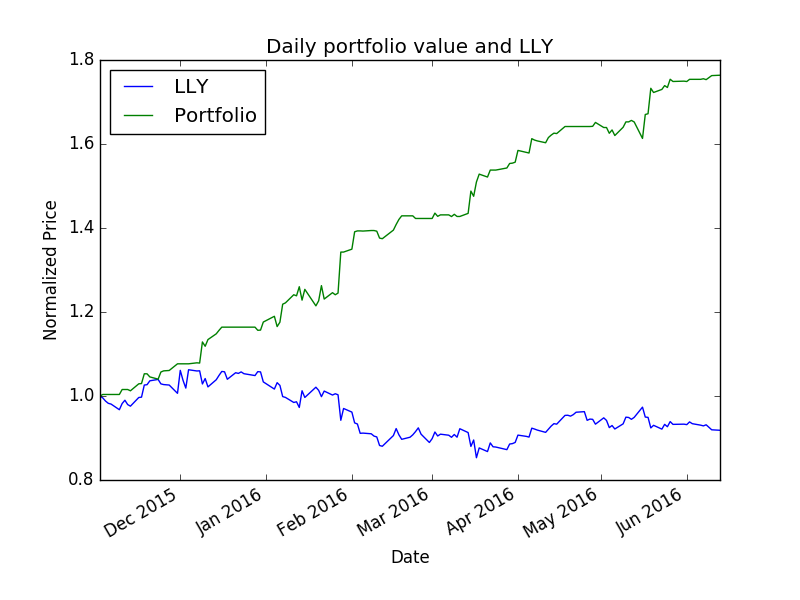 Daily portfolio value and LLY
LLY
Portfolio
Normalized Price
1.8
1.6
1.4
1.2
1.0
0.8
Dec 2015
Jan 2016
Feb 2016
Mar 2016
Apr 2016
May 2016
Jun 2016
Date